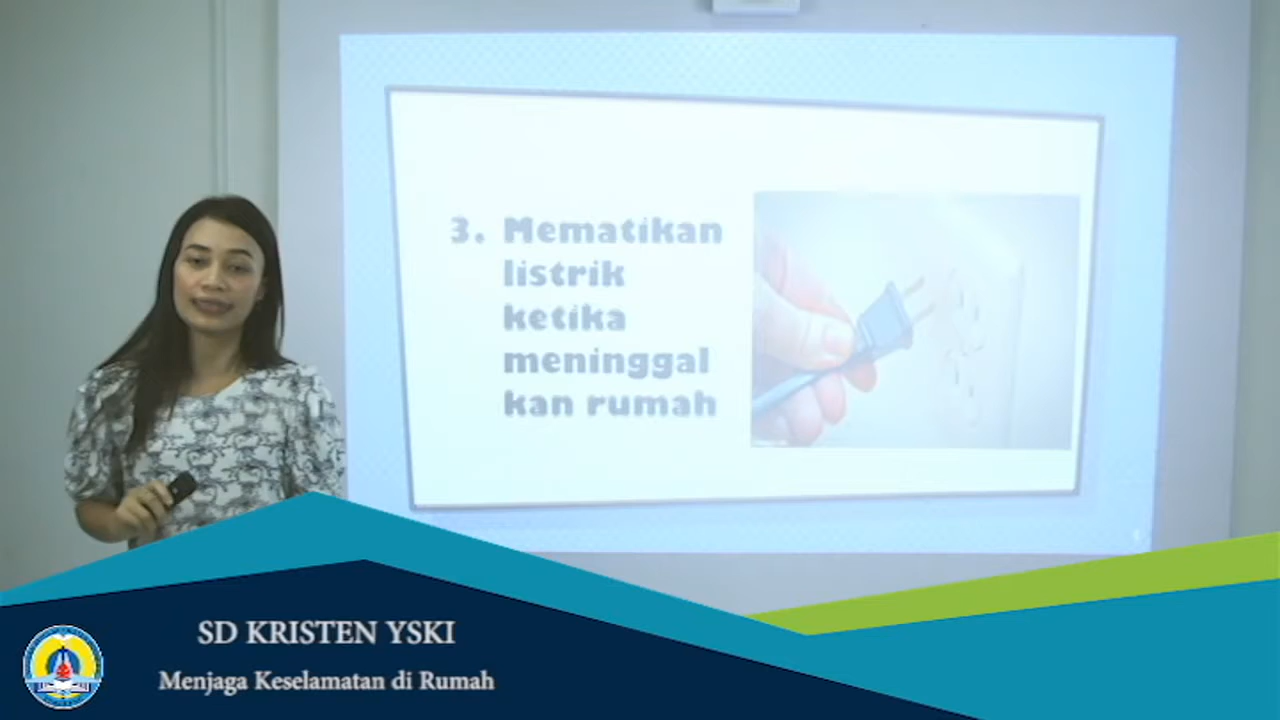 3. Mematikan
listrik
ketika
meninggal
kan rumah
SD KRISTEN YSKI
Menjaga Keselamatan di Rumah